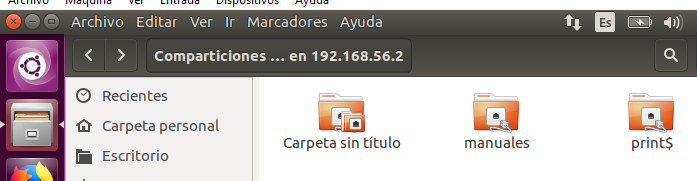 Archivo Máquina Ver Entrada Dispositivos Ayuda
Archivo Editar Ver Ir Marcadores Ayuda Es
Comparticiones ... en 192.168.56.2
Recientes
Carpeta personal
Escritorio
Carpeta sin título
manuales
print$